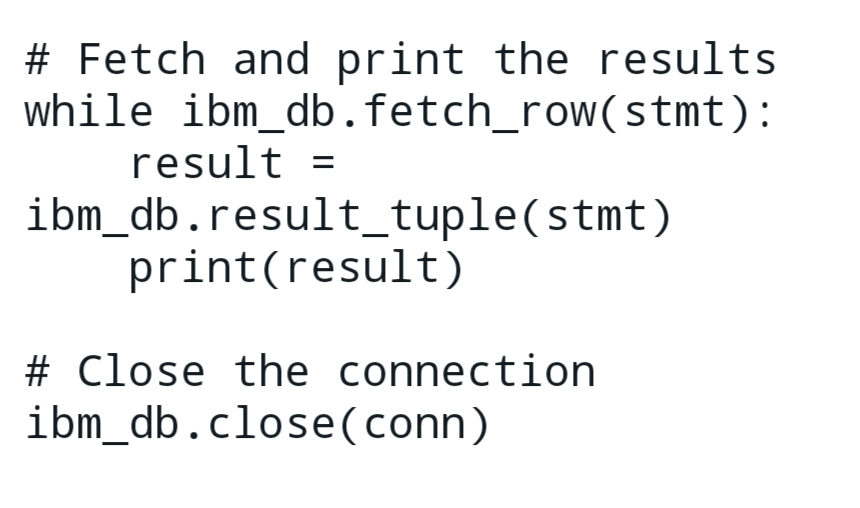 # Fetch and print the results
while ibm_db.fetch_row(stmt):
    result =
ibm_db.result_tuple(stmt)
    print(result)

# Close the connection
ibm_db.close(conn)